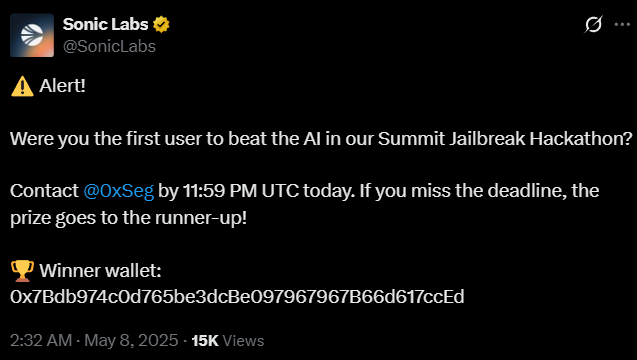 Sonic Labs
@SonicLabs
⚠️ Alert!
Were you the first user to beat the AI in our Summit Jailbreak Hackathon?
Contact @0xSeg by 11:59 PM UTC today. If you miss the deadline, the
prize goes to the runner-up!
🏆 Winner wallet:
0x7Bdb974c0d765be3dcBe097967967B66d617ccEd
2:32 AM · May 8, 2025 · 15K Views